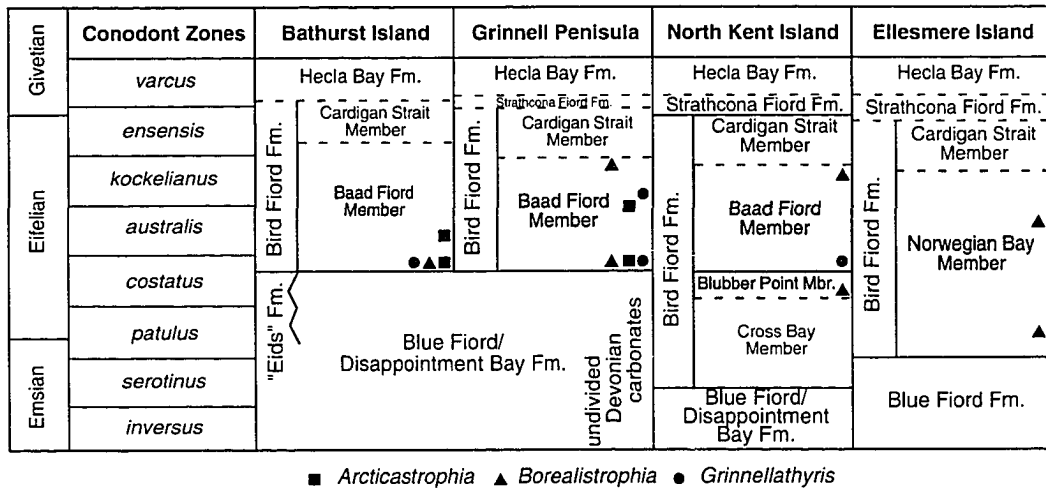 Conodont Zones
Bathurst Island
Grinnell Penisula
North Kent Island
Ellesmere Island
Givetian
Eifelian
Emsian
varcus
ensensis
kockelianus
australis
costatus
patulus
serotinus
inversus
Hecla Bay Fm.
Bird Fiord Fm.
Cardigan Strait
Member
Baad Fiord
Member
"Eids" Fm.
Blue Fiord/
Disappointment Bay Fm.
Hecla Bay Fm.
Strathcona Fiord Fm.
Bird Fiord Fm.
Cardigan Strait
Member
Baad Fiord
Member
undivided
Devonian
carbonates
Hecla Bay Fm.
Strathcona Fiord Fm.
Bird Fiord Fm.
Cardigan Strait
Member
Baad Fiord
Member
Blubber Point Mbr.
Cross Bay
Member
Blue Fiord/
Disappointment
Bay Fm.
Hecla Bay Fm.
Strathcona Fiord Fm.
Bird Fiord Fm.
Cardigan Strait
Member
Norwegian Bay
Member
Blue Fiord Fm.
■ Arcticastrophia ▲ Borealistrophia ● Grinnellathyris